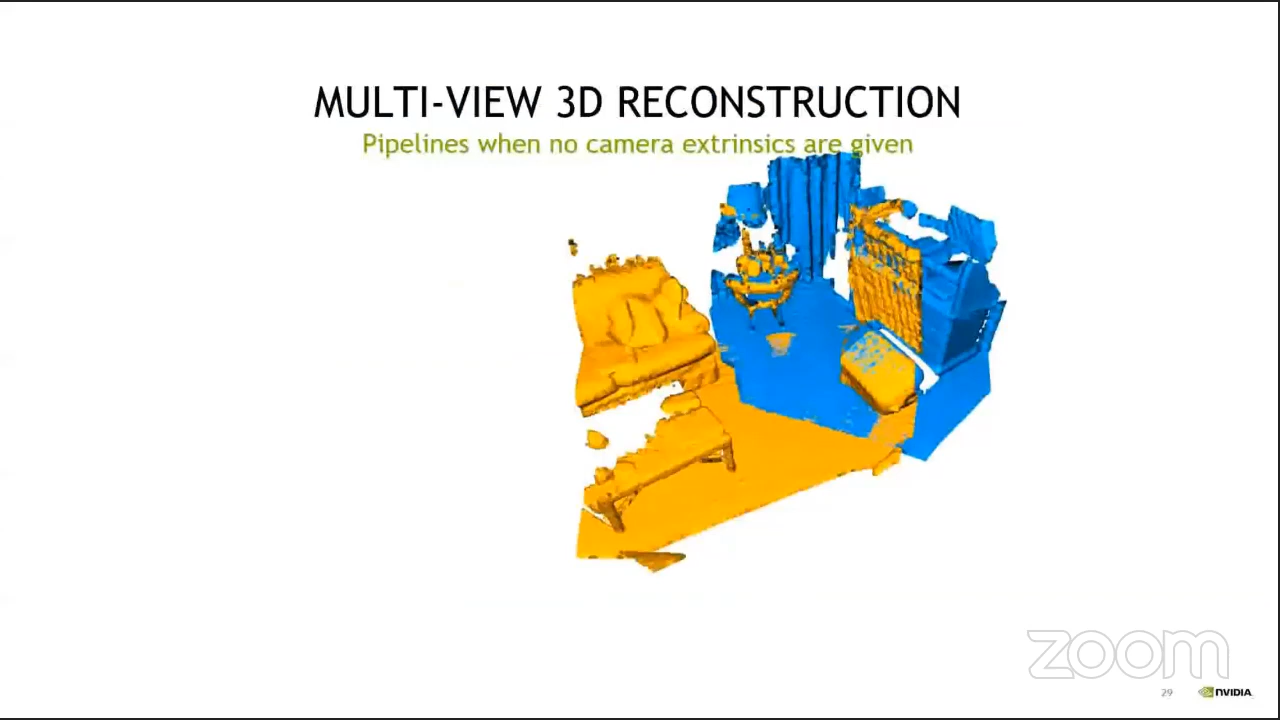 MULTI-VIEW 3D RECONSTRUCTION
Pipelines when no camera extrinsics are given
zoom
29 NVIDIA